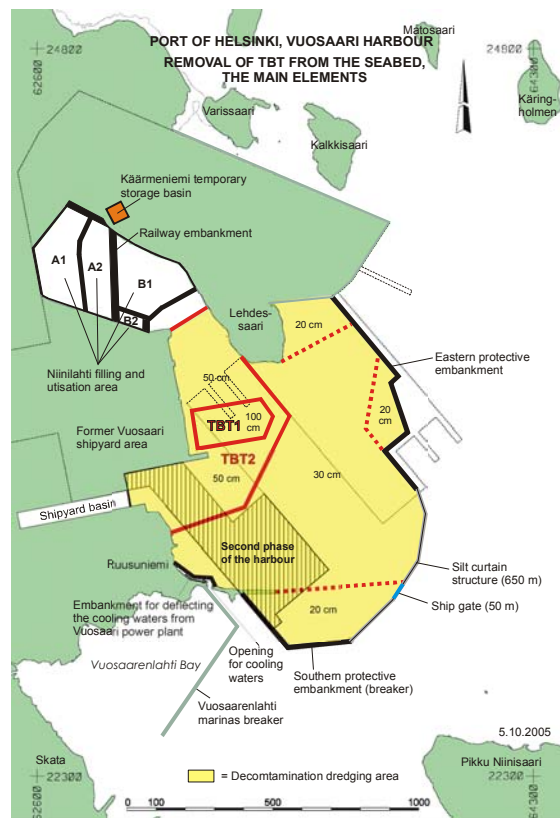 24800
62600
PORT OF HELSINKI, VUOSAARI HARBOUR
REMOVAL OF TBT FROM THE SEABED,
THE MAIN ELEMENTS
Matosaari
24800
64300
Varissaari
Kalkkisaari
Käring-
holmen
Käärmeniemi temporary
storage basin
Railway embankment
A1
A2
B1
B2
Niinilahti filling and
utisation area
Lehdes-
saari
20 cm
Eastern protective
embankment
50 cm
20
cm
TBT1
100
cm
TBT2
Former Vuosaari
shipyard area
50 cm
30 cm
Shipyard basin
Second phase
of the harbour
Ruusuniemi
Silt curtain
structure (650 m)
Ship gate (50 m)
Embankment for deflecting
the cooling waters from
Vuosaari power plant
20 cm
Opening
for cooling
waters
Vuosaarenlahti Bay
Southern protective
embankment (breaker)
Vuosaarenlahti
marinas breaker
5.10.2005
Skata
22300
62600
Pikku Niinisaari
22300
64300
= Decomtamination dredging area
0 100 500 1000